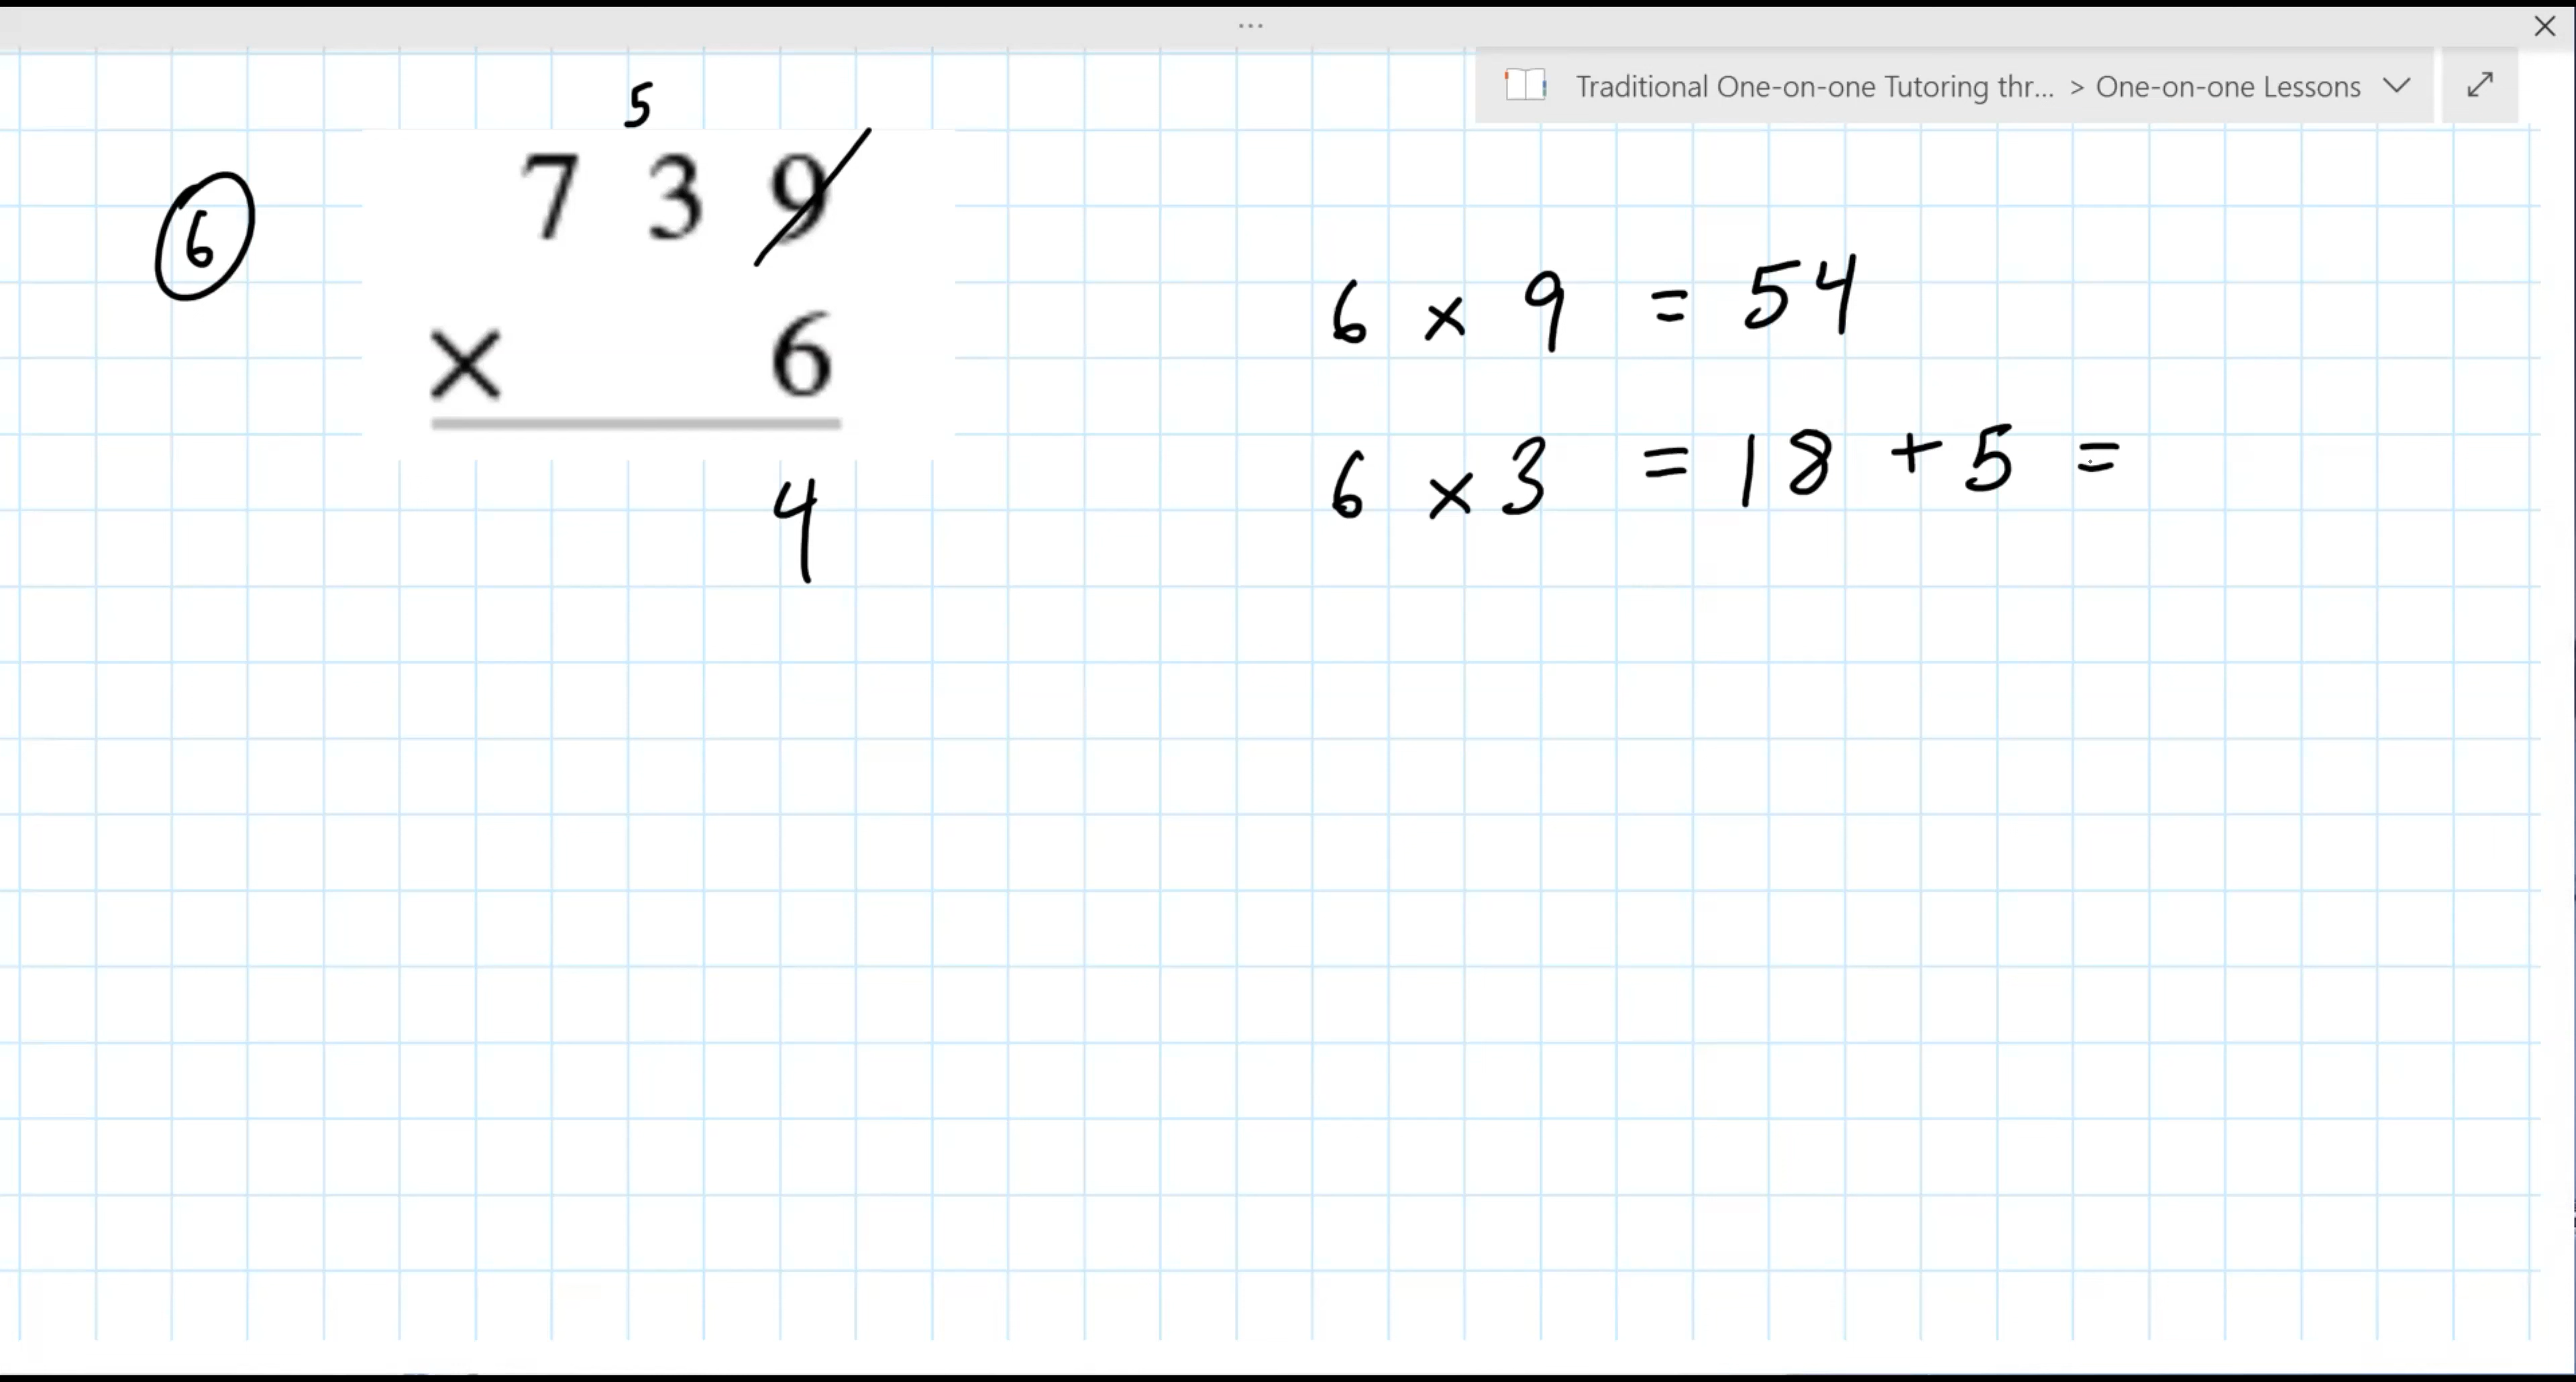 ...
Traditional One-on-one Tutoring thr... > One-on-one Lessons
5
6
7 3 9
× 6
4
6 × 9 = 54
6 × 3 = 18 + 5 =